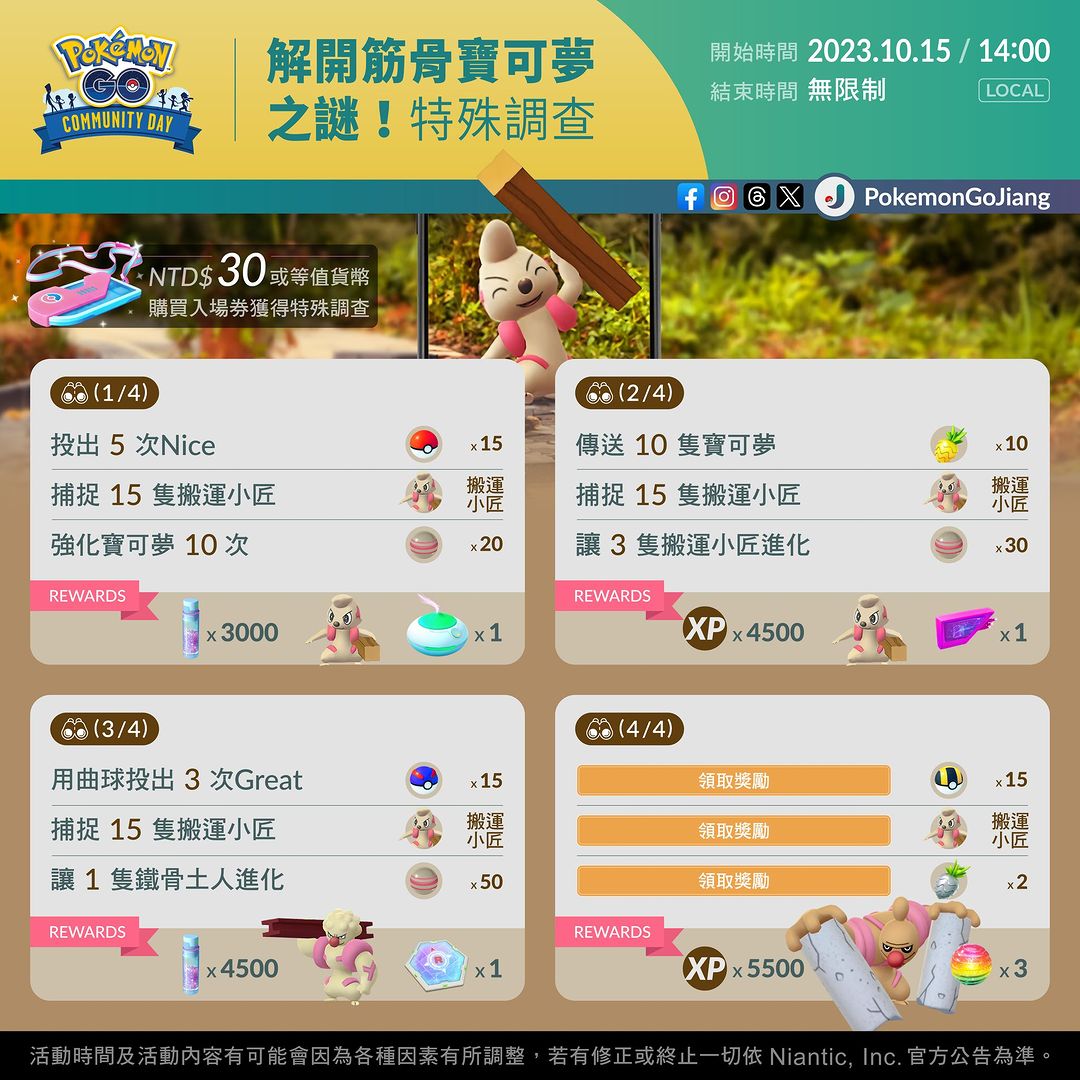 POKÉMON
GO
COMMUNITY DAY
解開筋骨寶可夢
之謎！特殊調查
開始時間 2023.10.15 / 14:00
結束時間 無限制
LOCAL
PokemonGoJiang
NTD$30 或等值貨幣
購買入場券獲得特殊調查
(1/4)
投出 5 次Nice x15
捕捉 15 隻搬運小匠 搬運
小匠
強化寶可夢 10 次 x20
REWARDS
x3000 x1
(2/4)
傳送 10 隻寶可夢 x10
捕捉 15 隻搬運小匠 搬運
小匠
讓 3 隻搬運小匠進化 x30
REWARDS
XP x4500 x1
(3/4)
用曲球投出 3 次Great x15
捕捉 15 隻搬運小匠 搬運
小匠
讓 1 隻鐵骨土人進化 x50
REWARDS
x4500 x1
(4/4)
領取獎勵 x15
領取獎勵 搬運
小匠
領取獎勵 x2
REWARDS
XP x5500 x3
活動時間及活動內容有可能會因為各種因素有所調整，若有修正或終止一切依 Niantic, Inc. 官方公告為準。